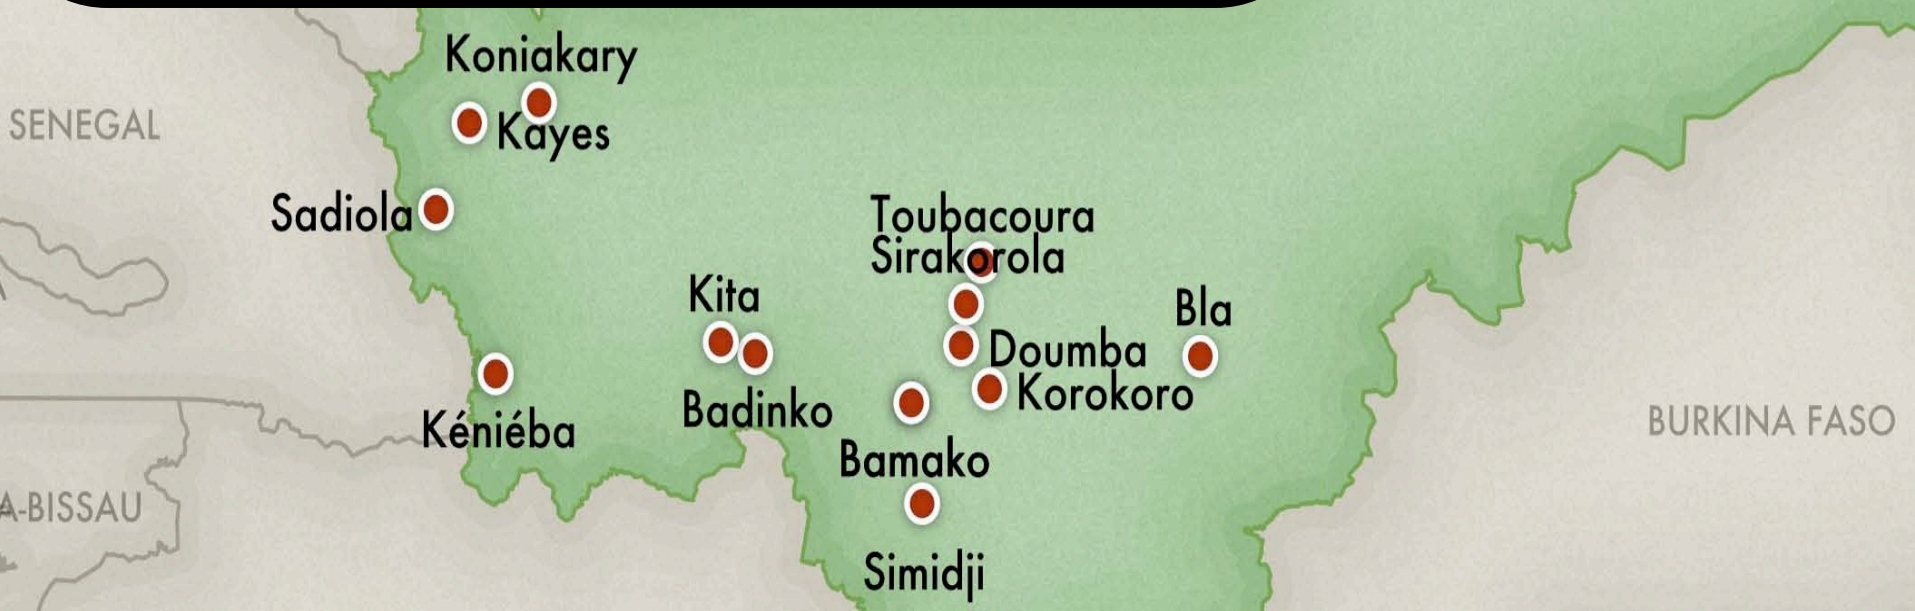 Koniakary
Kayes
SENEGAL
Sadiola
Toubacoura
Sirakorola
Kita
Bla
Doumba
Korokoro
Badinko
Kéniéba
BURKINA FASO
Bamako
A-BISSAU
Simidji